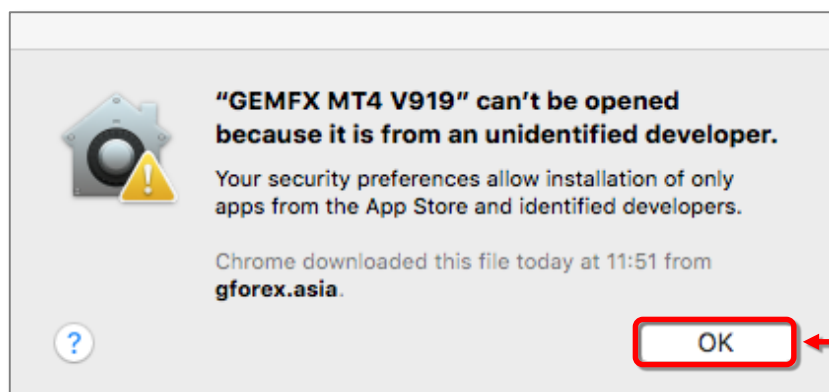 “GEMFX MT4 V919” can’t be opened
because it is from an unidentified developer.
Your security preferences allow installation of only
apps from the App Store and identified developers.
Chrome downloaded this file today at 11:51 from
gforex.asia.
?
OK